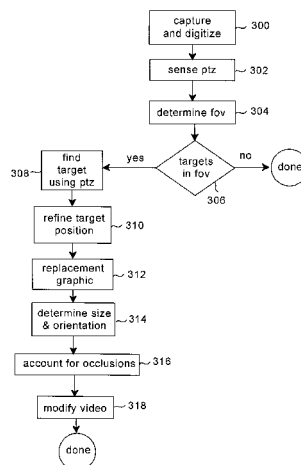 capture
and digitize
300
sense ptz
302
determine fov
304
targets
in fov
306
yes
no
done
find
target
using ptz
308
refine target
position
310
replacement
graphic
312
determine size
& orientation
314
account for occlusions
316
modify video
318
done